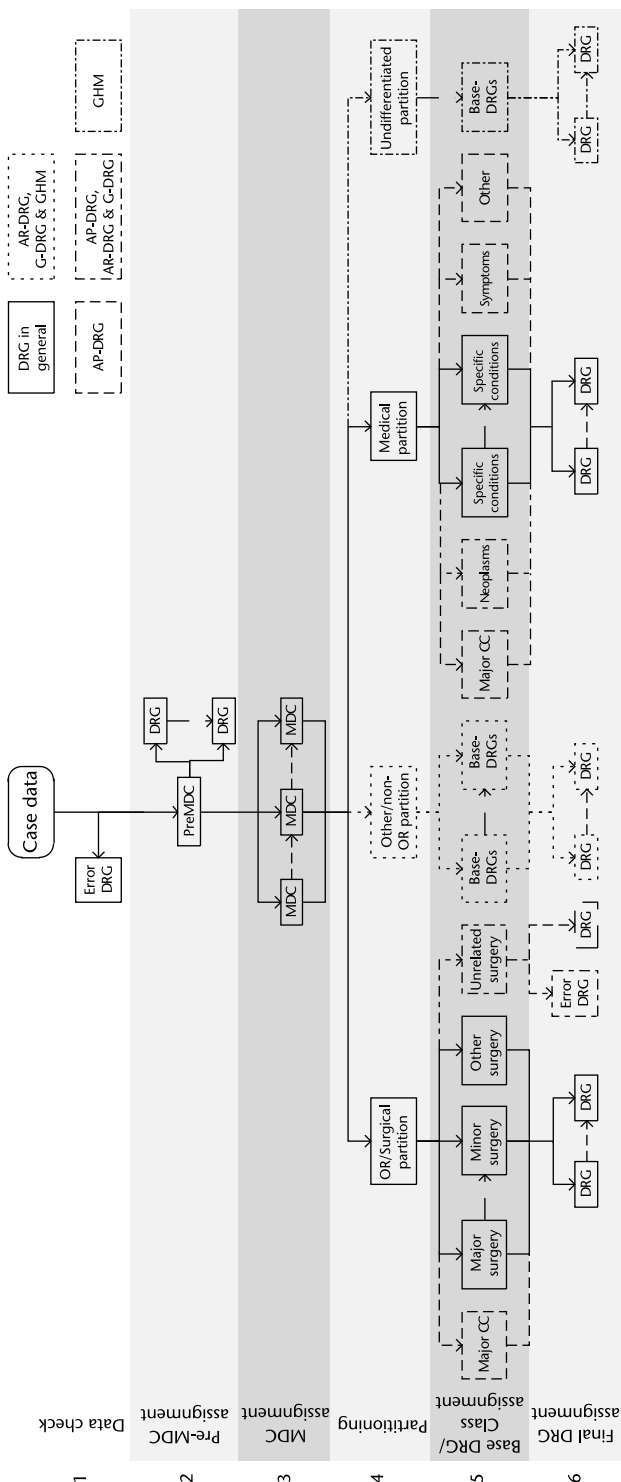 DRG in
general
AR-DRG,
G-DRG & GHM
AP-DRG
AP-DRG,
AR-DRG & G-DRG
GHM
1
Data check
Case data
Error
DRG
2
Pre-MDC
assignment
PreMDC
DRG
DRG
3
MDC
assignment
MDC
MDC
MDC
4
Partitioning
OR/Surgical
partition
Other/non-
OR partition
Medical
partition
Undifferentiated
partition
5
Base DRG/
Class
assignment
Major CC
Major
surgery
Minor
surgery
Other
surgery
Unrelated
surgery
Base-
DRGs
Base-
DRGs
Major CC
Neoplasms
Specific
conditions
Specific
conditions
Symptoms
Other
Base-
DRGs
6
Final DRG
assignment
DRG
DRG
Error
DRG
DRG
DRG
DRG
DRG
DRG
DRG
DRG